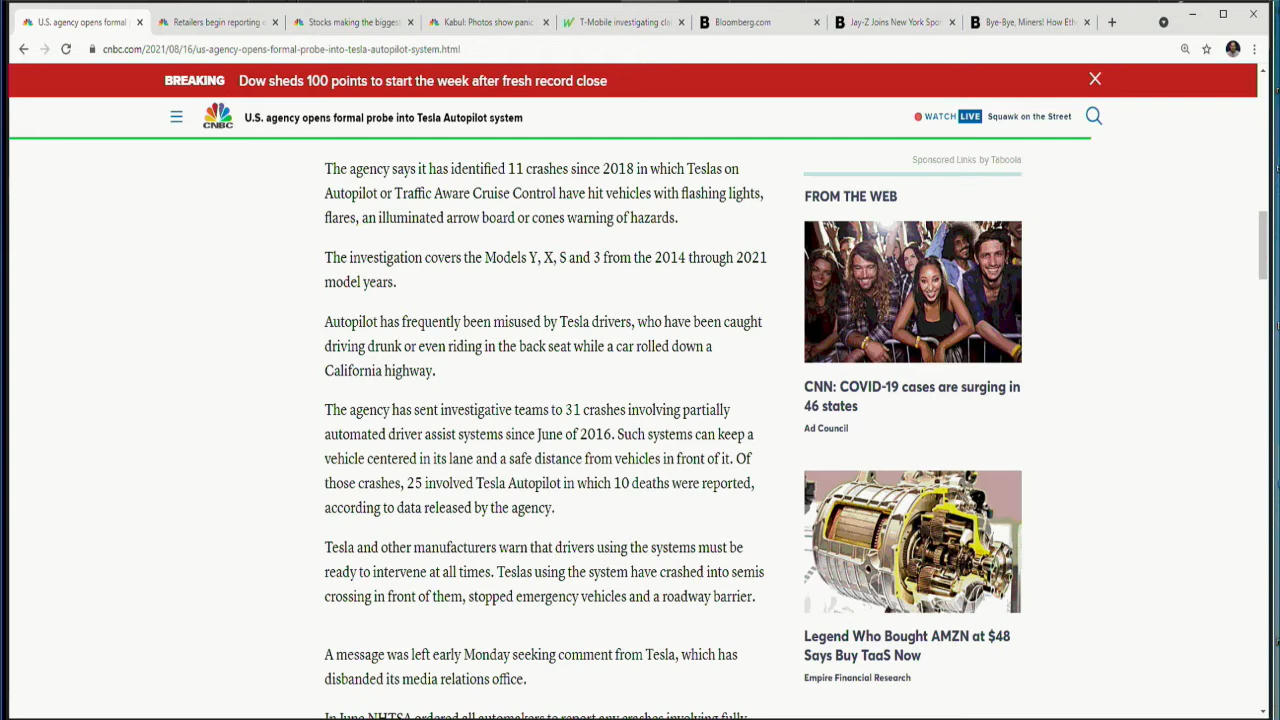 U.S. agency opens formal p
Retailers begin reporting e
Stocks making the bigges
Kabul: Photos show panic
T-Mobile investigating cla
Bloomberg.com
Jay-Z Joins New York Spo
Bye-Bye, Miners! How Eth
cnbc.com/2021/08/16/us-agency-opens-formal-probe-into-tesla-autopilot-system.html
BREAKING Dow sheds 100 points to start the week after fresh record close
CNBC
U.S. agency opens formal probe into Tesla Autopilot system
WATCH LIVE Squawk on the Street
The agency says it has identified 11 crashes since 2018 in which Teslas on
Autopilot or Traffic Aware Cruise Control have hit vehicles with flashing lights,
flares, an illuminated arrow board or cones warning of hazards.
The investigation covers the Models Y, X, S and 3 from the 2014 through 2021
model years.
Autopilot has frequently been misused by Tesla drivers, who have been caught
driving drunk or even riding in the back seat while a car rolled down a
California highway.
The agency has sent investigative teams to 31 crashes involving partially
automated driver assist systems since June of 2016. Such systems can keep a
vehicle centered in its lane and a safe distance from vehicles in front of it. Of
those crashes, 25 involved Tesla Autopilot in which 10 deaths were reported,
according to data released by the agency.
Tesla and other manufacturers warn that drivers using the systems must be
ready to intervene at all times. Teslas using the system have crashed into semis
crossing in front of them, stopped emergency vehicles and a roadway barrier.
A message was left early Monday seeking comment from Tesla, which has
disbanded its media relations office.
In June NHTSA ordered all automakers to report any crashes involving fully
Sponsored Links by Taboola
FROM THE WEB
CNN: COVID-19 cases are surging in
46 states
Ad Council
Legend Who Bought AMZN at $48
Says Buy TaaS Now
Empire Financial Research